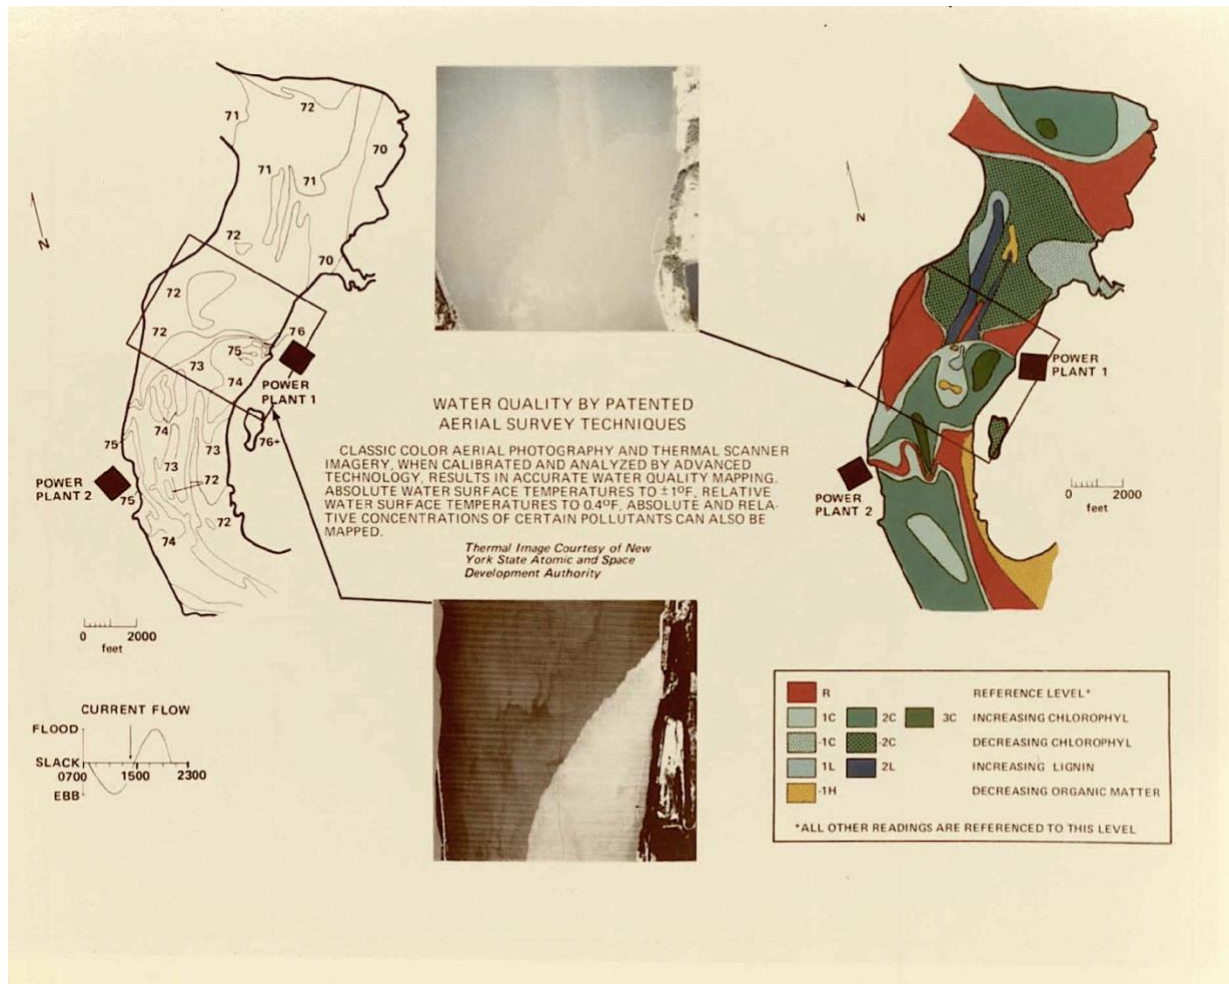 71
72
70
71
71
72
70
N
72
72
76
75
73
74
POWER
PLANT 1
76+
74
75
73
73
72
POWER
PLANT 2
75
72
74
0 2000
feet
CURRENT FLOW
FLOOD
SLACK
0700 1500 2300
EBB
WATER QUALITY BY PATENTED
AERIAL SURVEY TECHNIQUES
CLASSIC COLOR AERIAL PHOTOGRAPHY AND THERMAL SCANNER
IMAGERY, WHEN CALIBRATED AND ANALYZED BY ADVANCED
TECHNOLOGY, RESULTS IN ACCURATE WATER QUALITY MAPPING.
ABSOLUTE WATER SURFACE TEMPERATURES TO ±1ºF, RELATIVE
WATER SURFACE TEMPERATURES TO 0.4ºF, ABSOLUTE AND RELA-
TIVE CONCENTRATIONS OF CERTAIN POLLUTANTS CAN ALSO BE
MAPPED.
Thermal Image Courtesy of New
York State Atomic and Space
Development Authority
N
POWER
PLANT 1
POWER
PLANT 2
0 2000
feet
R REFERENCE LEVEL*
1C 2C 3C INCREASING CHLOROPHYL
-1C -2C DECREASING CHLOROPHYL
1L 2L INCREASING LIGNIN
-1H DECREASING ORGANIC MATTER
*ALL OTHER READINGS ARE REFERENCED TO THIS LEVEL